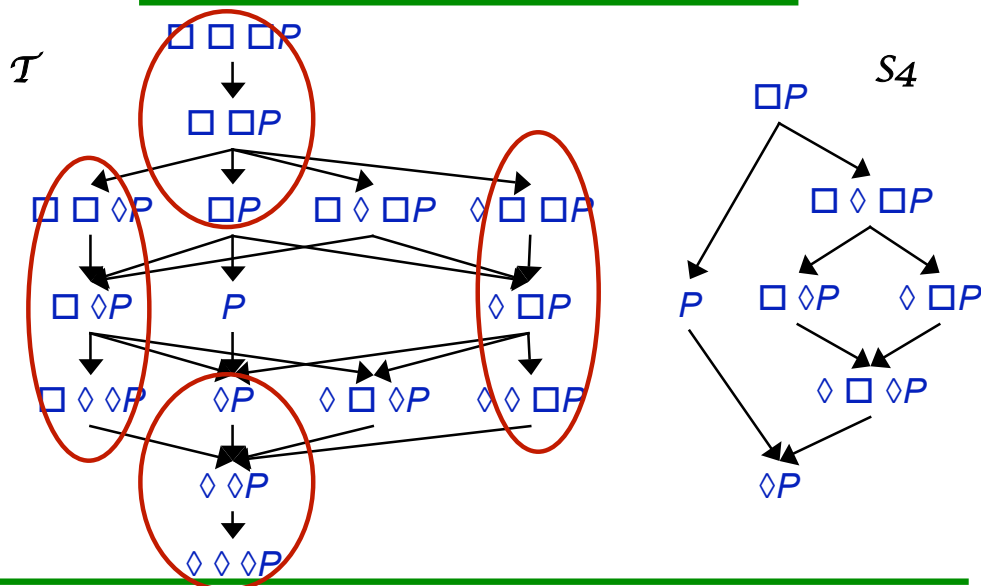 𝒯
□ □ □P
□ □P
□ □ ◊P □P □ ◊ □P ◊ □ □P
□ ◊P P ◊ □P
□ ◊ ◊P ◊P ◊ □ ◊P ◊ ◊ □P
◊ ◊P
◊ ◊ ◊P
S4
□P
□ ◊ □P
P □ ◊P ◊ □P
◊ □ ◊P
◊P